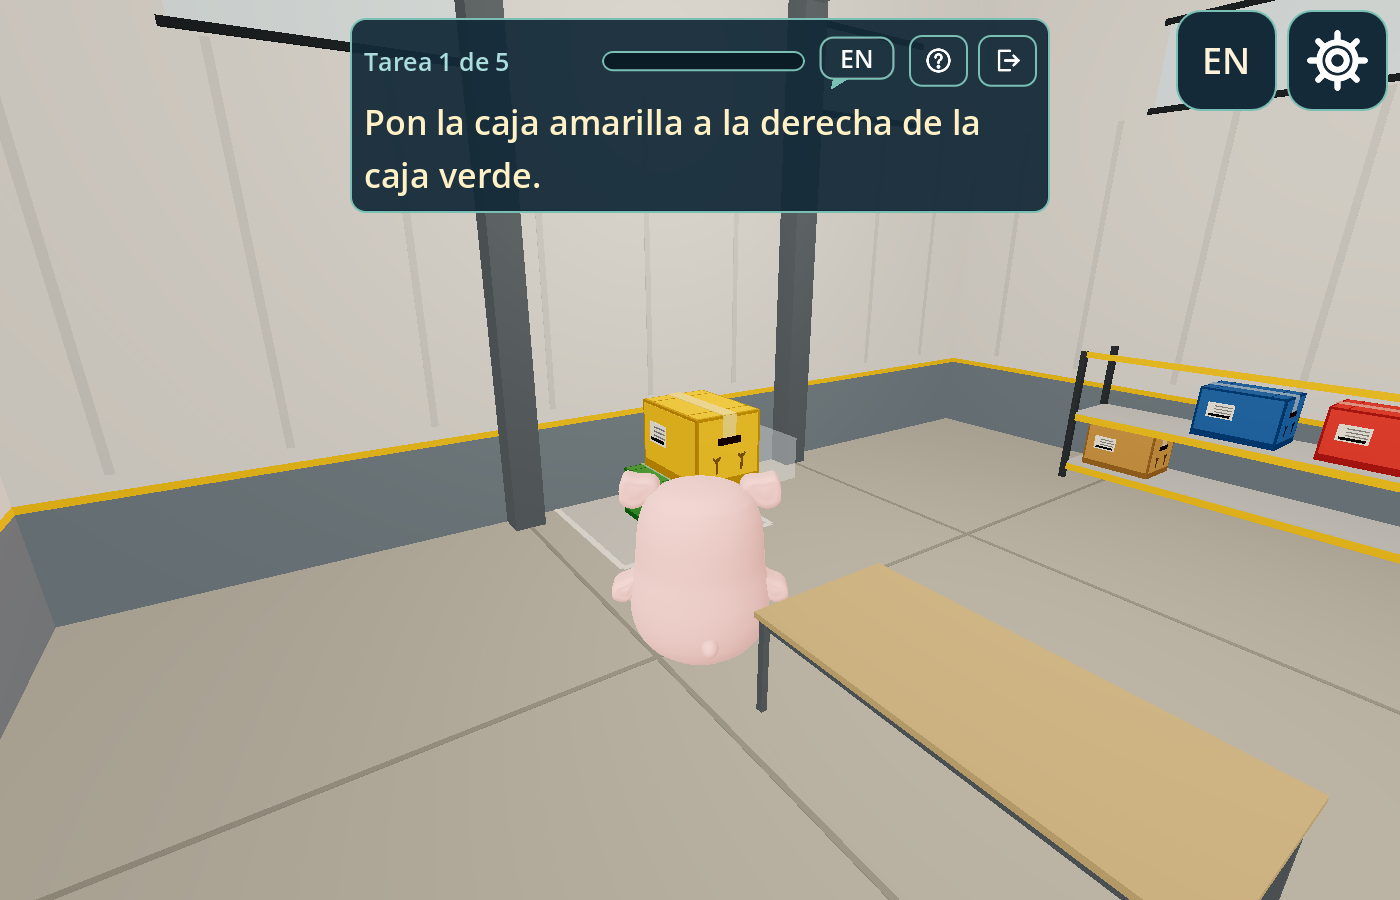 Tarea 1 de 5
EN
Pon la caja amarilla a la derecha de la
caja verde.
EN